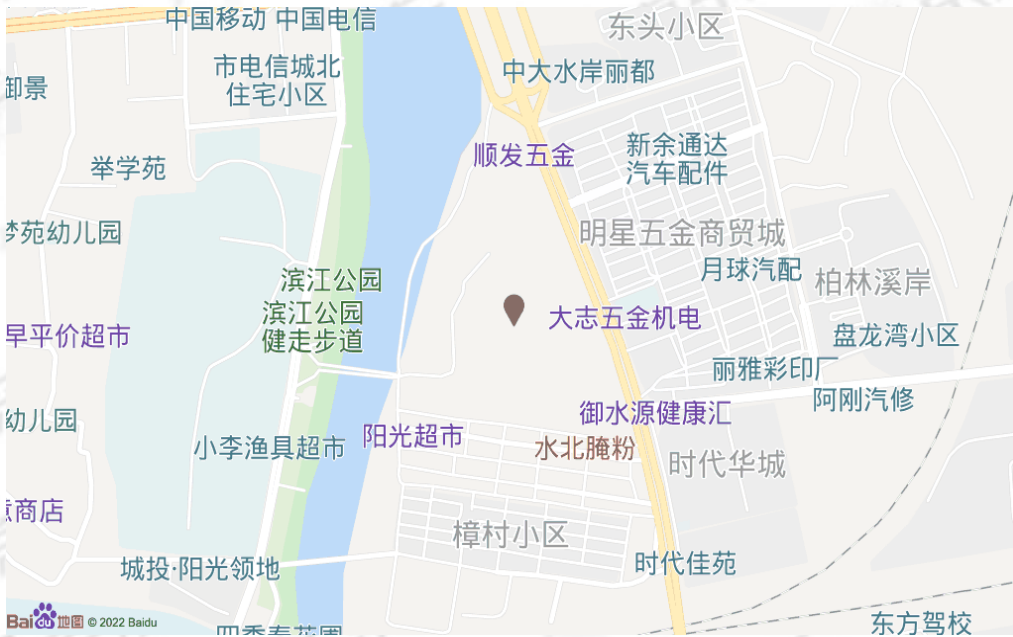 中国移动 中国电信
东头小区
市电信城北
住宅小区
中大水岸丽都
御景
举学苑
顺发五金
新余通达
汽车配件
梦苑幼儿园
明星五金商贸城
月球汽配
柏林溪岸
滨江公园
滨江公园
健走步道
大志五金机电
早平价超市
盘龙湾小区
丽雅彩印厂
阿刚汽修
御水源健康汇
幼儿园
小李渔具超市
阳光超市
水北腌粉
时代华城
商店
樟村小区
城投·阳光领地
时代佳苑
Bai du 地图 © 2022 Baidu
东方驾校